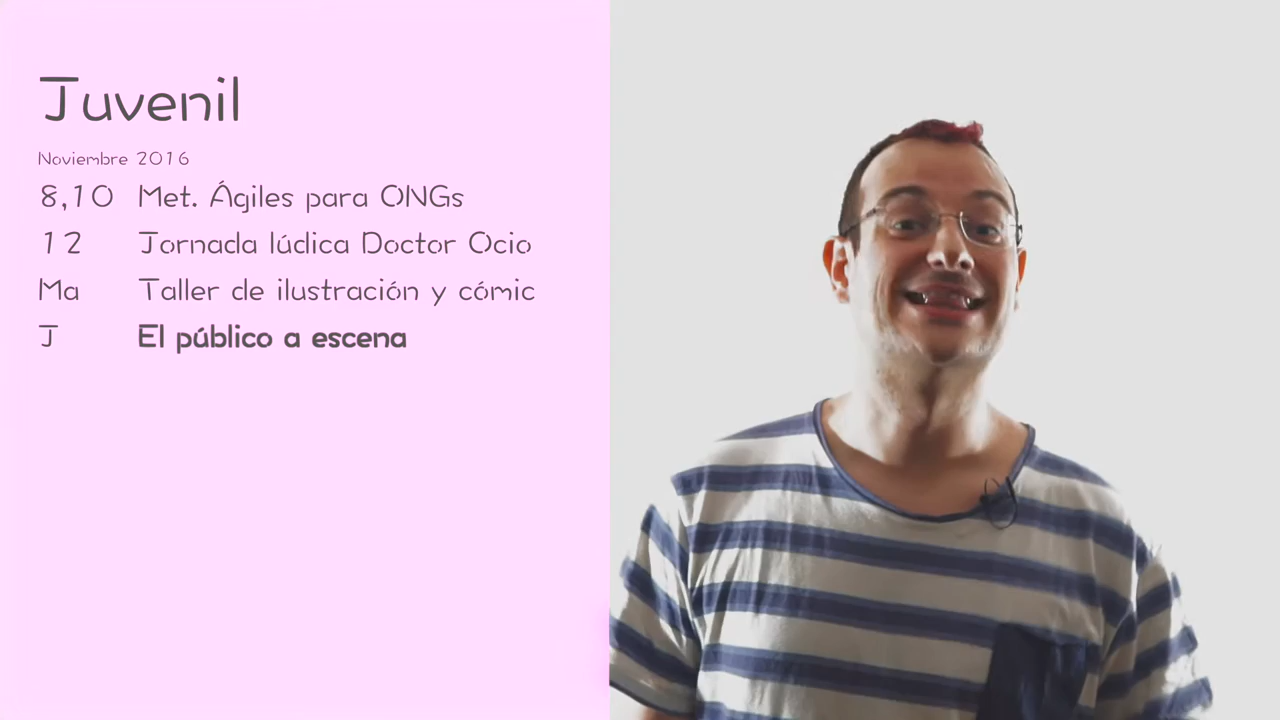 Juvenil
Noviembre 2016
8,10 Met. Ágiles para ONGs
12 Jornada lúdica Doctor Ocio
Ma Taller de ilustración y cómic
J El público a escena